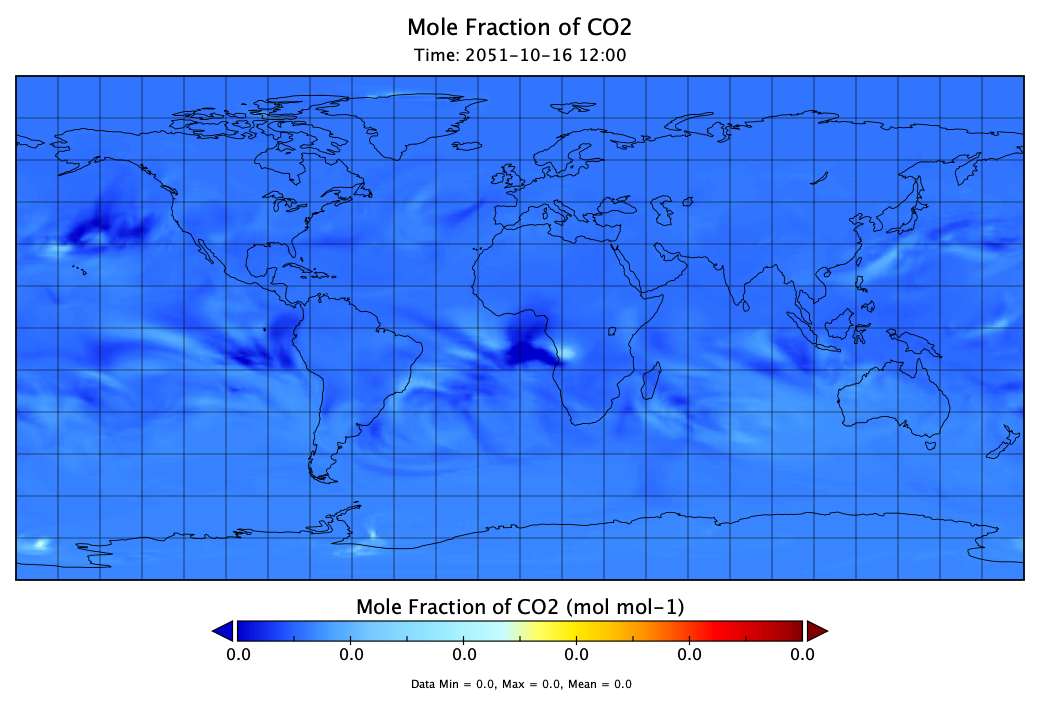 Mole Fraction of CO2
Time: 2051-10-16 12:00
Mole Fraction of CO2 (mol mol-1)
0.0 0.0 0.0 0.0 0.0 0.0
Data Min = 0.0, Max = 0.0, Mean = 0.0